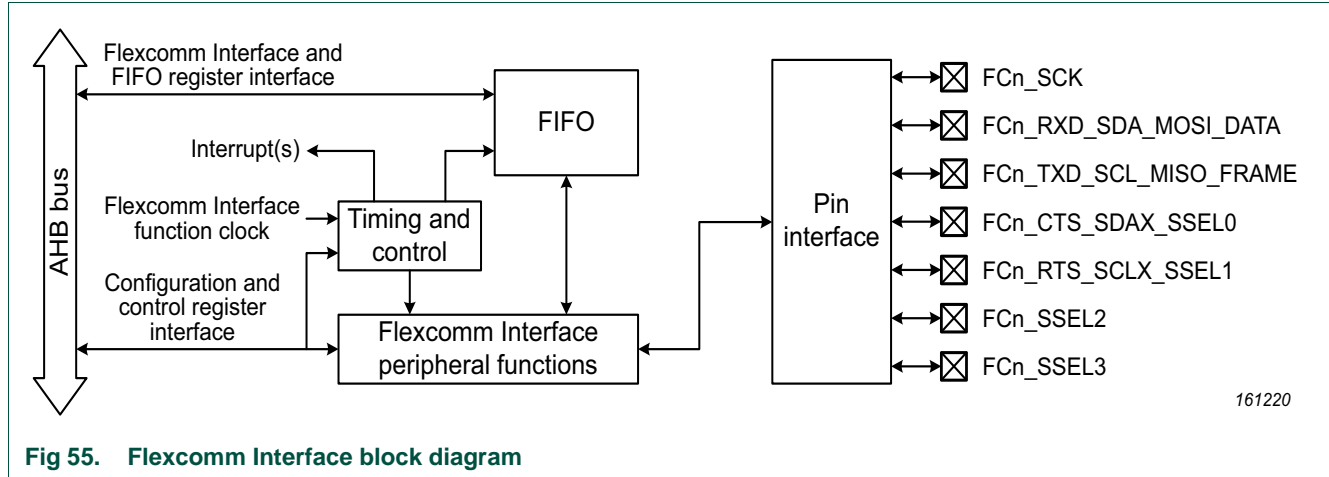 Flexcomm Interface and
FIFO register interface
FIFO
Interrupt(s)
Flexcomm Interface
function clock
Timing and
control
AHB bus
Configuration and
control register
interface
Flexcomm Interface
peripheral functions
Pin
interface
FCn_SCK
FCn_RXD_SDA_MOSI_DATA
FCn_TXD_SCL_MISO_FRAME
FCn_CTS_SDAX_SSEL0
FCn_RTS_SCLX_SSEL1
FCn_SSEL2
FCn_SSEL3
161220
Fig 55. Flexcomm Interface block diagram